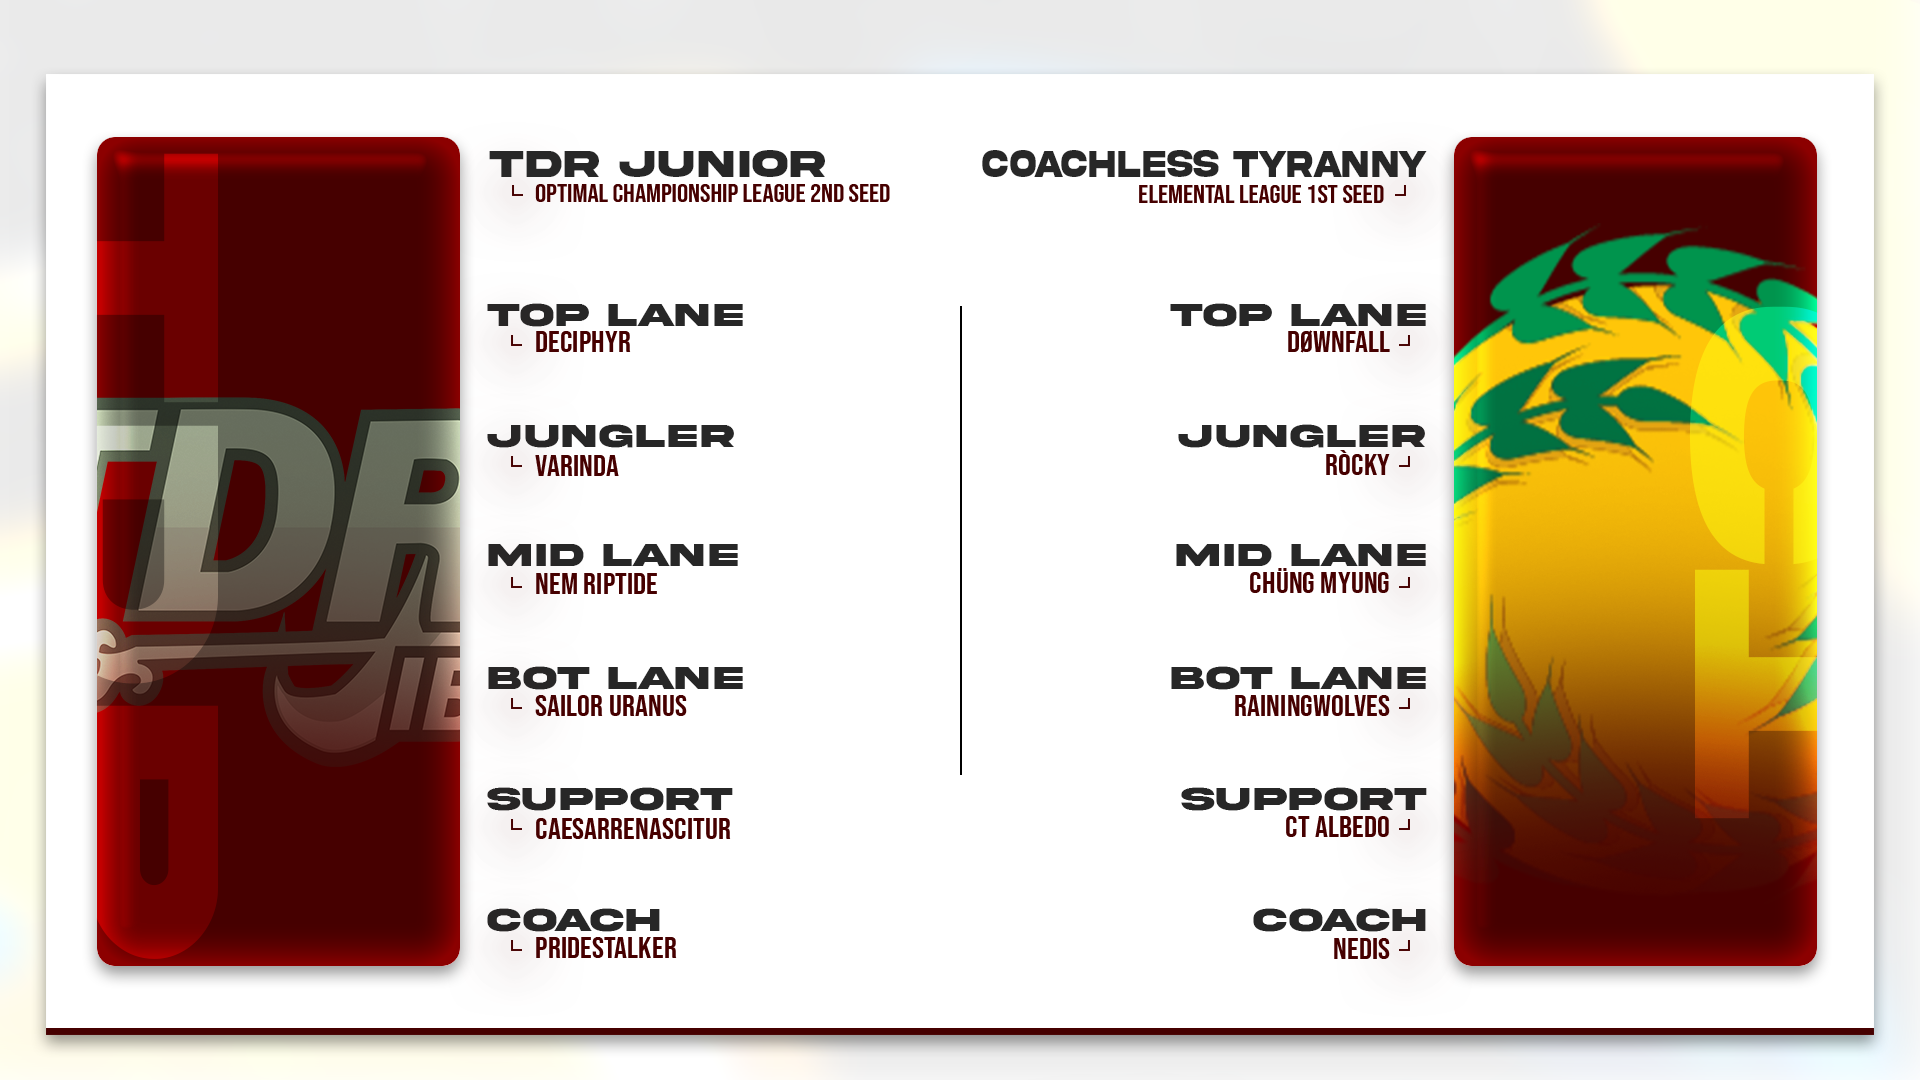 TDR JUNIOR
OPTIMAL CHAMPIONSHIP LEAGUE 2ND SEED
TOP LANE
DECIPHYR
JUNGLER
VARINDA
MID LANE
NEM RIPTIDE
BOT LANE
SAILOR URANUS
SUPPORT
CAESARRENASCITUR
COACH
PRIDESTALKER
COACHLESS TYRANNY
ELEMENTAL LEAGUE 1ST SEED
TOP LANE
DØWNFALL
JUNGLER
RÒCKY
MID LANE
CHÜNG MYUNG
BOT LANE
RAININGWOLVES
SUPPORT
CT ALBEDO
COACH
NEDIS
TDR